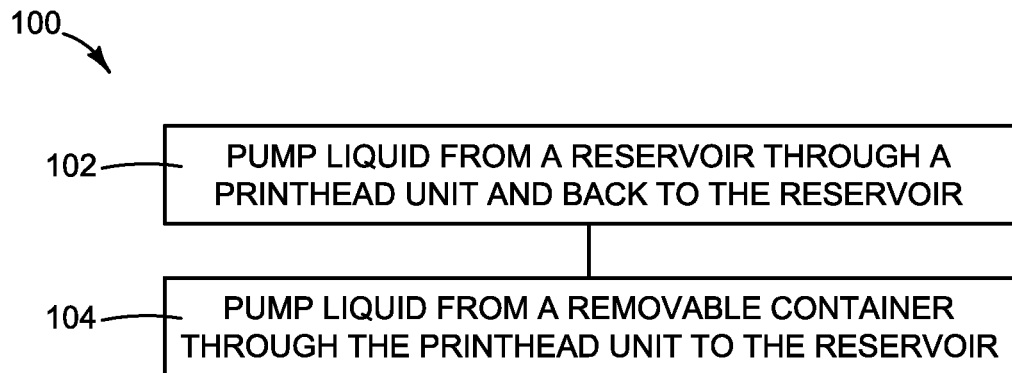 100
102
PUMP LIQUID FROM A RESERVOIR THROUGH A
PRINTHEAD UNIT AND BACK TO THE RESERVOIR
104
PUMP LIQUID FROM A REMOVABLE CONTAINER
THROUGH THE PRINTHEAD UNIT TO THE RESERVOIR